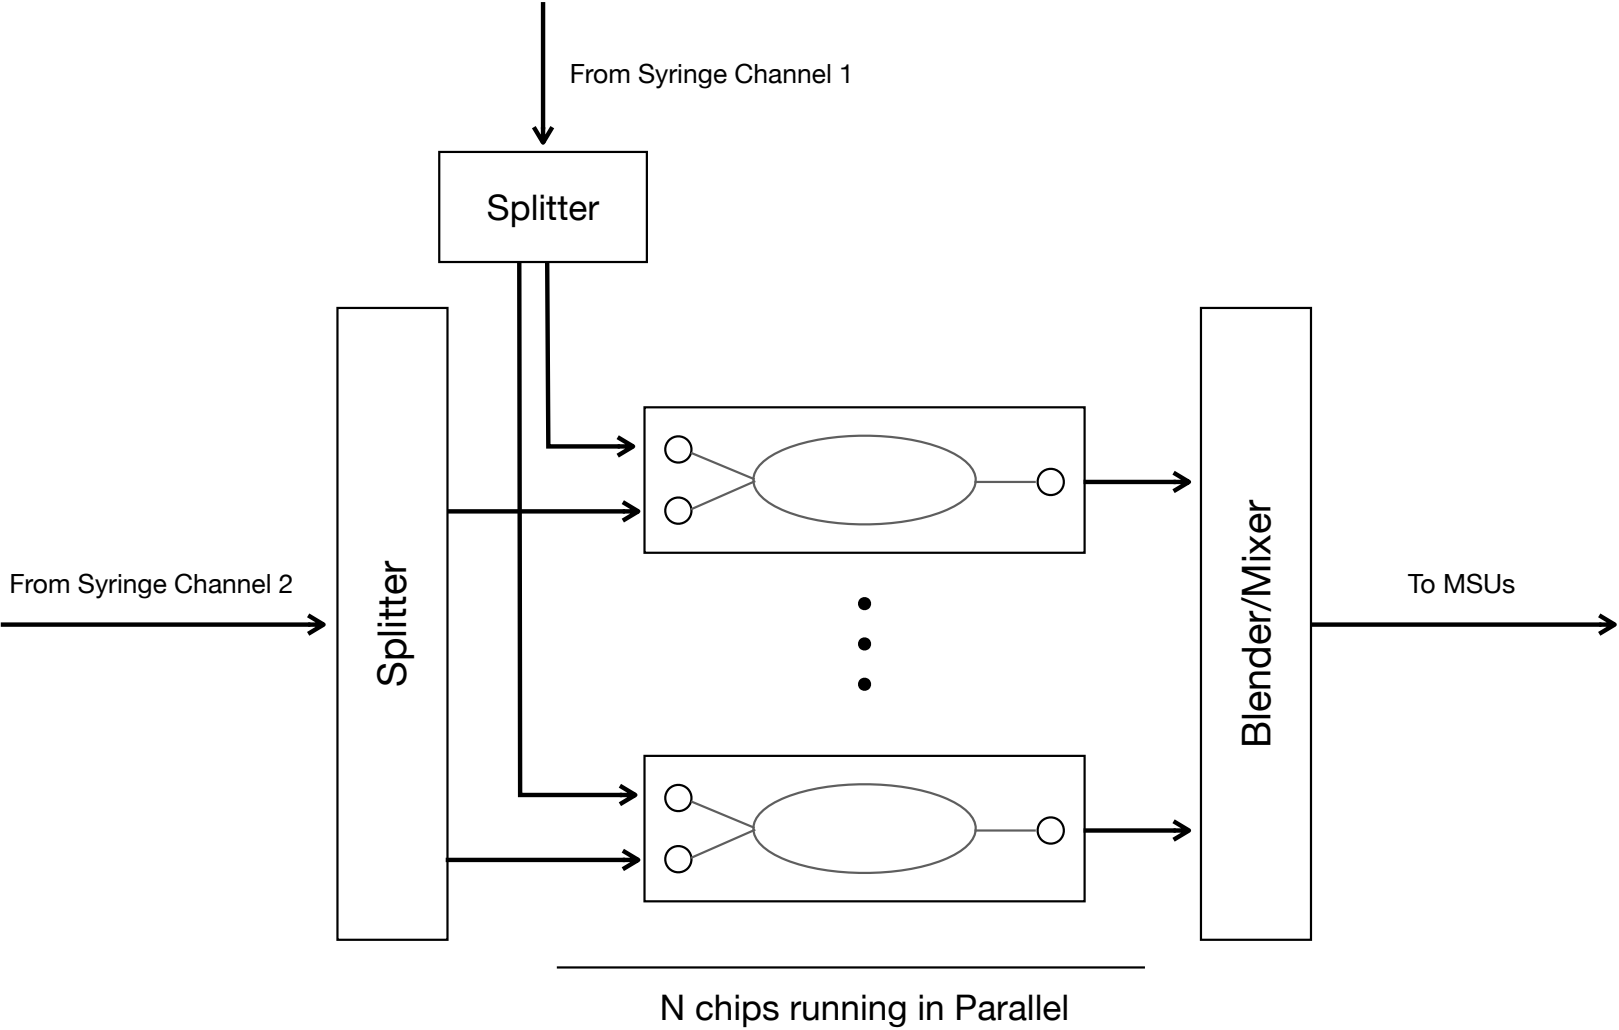 From Syringe Channel 1
Splitter
From Syringe Channel 2
Splitter
Blender/Mixer
To MSUs
N chips running in Parallel